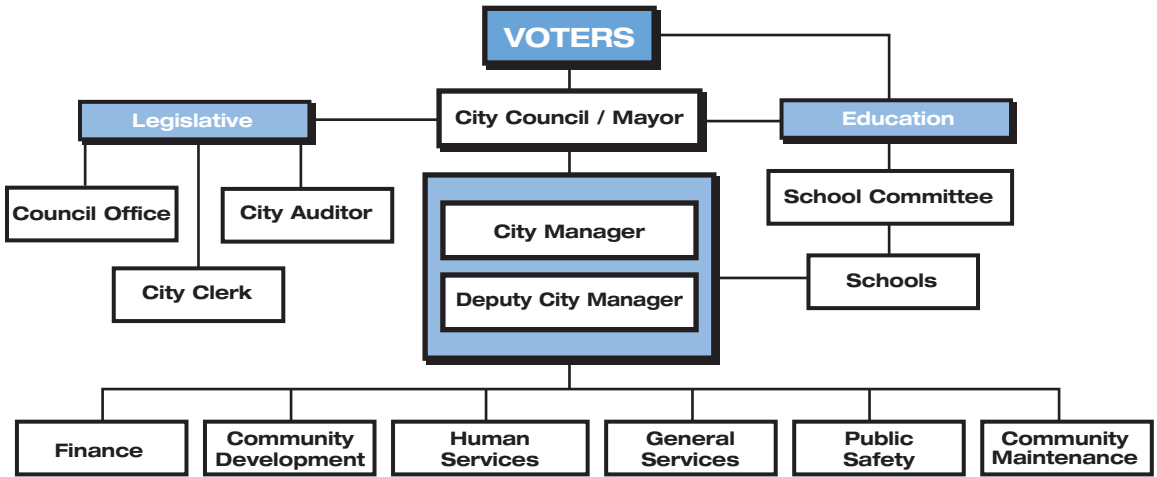 VOTERS
Legislative
City Council / Mayor
Education
Council Office
City Auditor
City Clerk
School Committee
City Manager
Deputy City Manager
Schools
Finance
Community
Development
Human
Services
General
Services
Public
Safety
Community
Maintenance